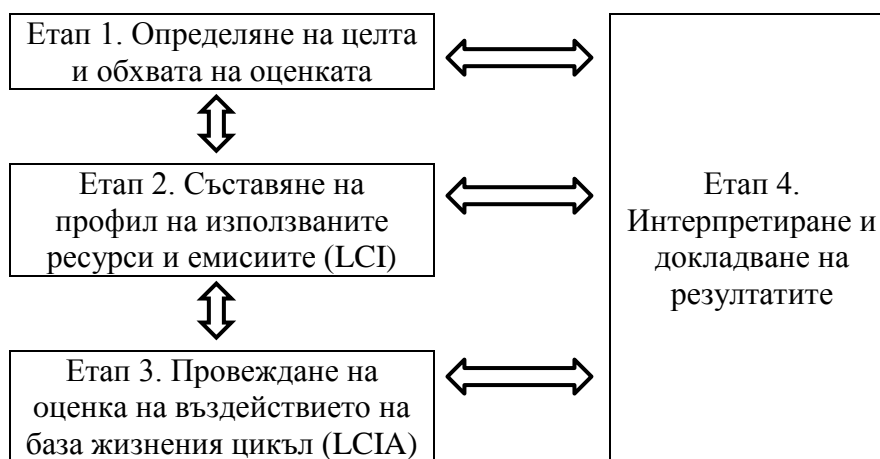 Етап 1. Определяне на целта
и обхвата на оценката
Етап 2. Съставяне на
профил на използваните
ресурси и емисиите (LCI)
Етап 3. Провеждане на
оценка на въздействието на
база жизнения цикъл (LCIA)
Етап 4.
Интерпретиране и
докладване на
резултатите